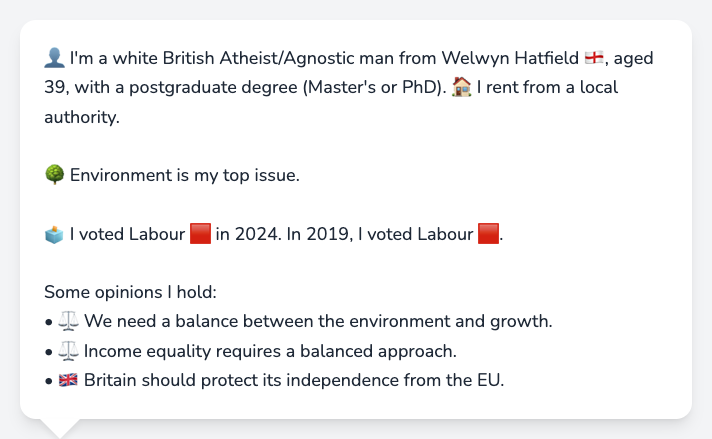 👤 I'm a white British Atheist/Agnostic man from Welwyn Hatfield 🏴󠁧󠁢󠁥󠁮󠁧󠁿, aged
39, with a postgraduate degree (Master's or PhD). 🏠 I rent from a local
authority.
🌳 Environment is my top issue.
🗳️ I voted Labour 🟥 in 2024. In 2019, I voted Labour 🟥.
Some opinions I hold:
• ⚖️ We need a balance between the environment and growth.
• ⚖️ Income equality requires a balanced approach.
• 🇬🇧 Britain should protect its independence from the EU.